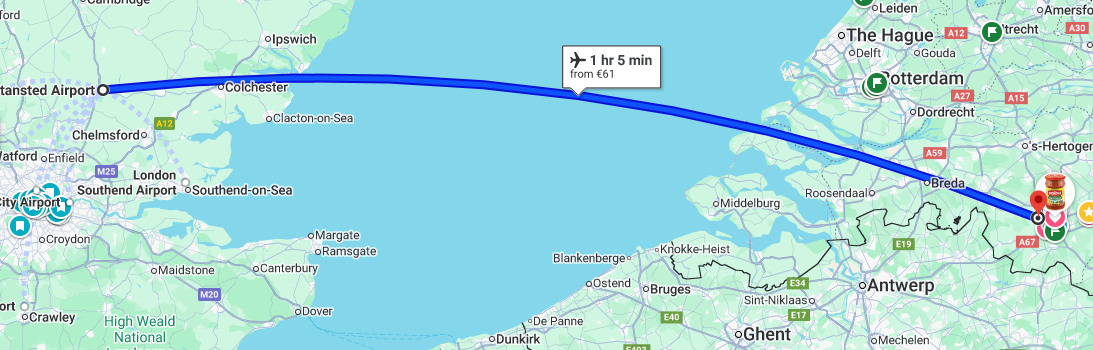 Cambridge
Leiden
Amersfo
Ipswich
The Hague
A12
trecht
A30
Delft
Gouda
1 hr 5 min
from €61
tansted Airport
Colchester
Rotterdam
A27
A15
Clacton-on-Sea
Dordrecht
A12
Chelmsford
's-Hertogen
Watford
Enfield
A59
M25
London
Southend Airport
Southend-on-Sea
Breda
Roosendaal
City Airport
Middelburg
Croydon
Margate
Ramsgate
Knokke-Heist
E19
A67
Blankenberge
Maidstone
Canterbury
Ostend
Bruges
E34
Antwerp
M20
Sint-Niklaas
E17
ort
Crawley
High Weald
National
Dover
De Panne
E40
Dunkirk
Ghent
Mechelen
E403